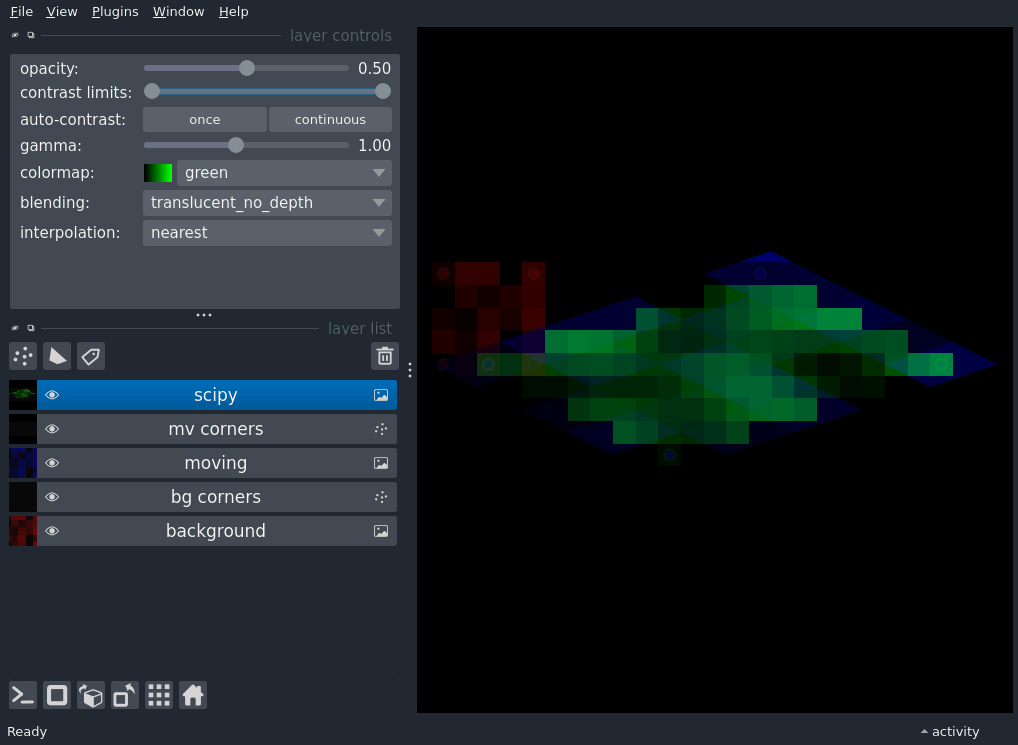 File View Plugins Window Help
layer controls
opacity: 0.50
contrast limits:
auto-contrast: once continuous
gamma: 1.00
colormap: green
blending: translucent_no_depth
interpolation: nearest
layer list
scipy
mv corners
moving
bg corners
background
Ready activity